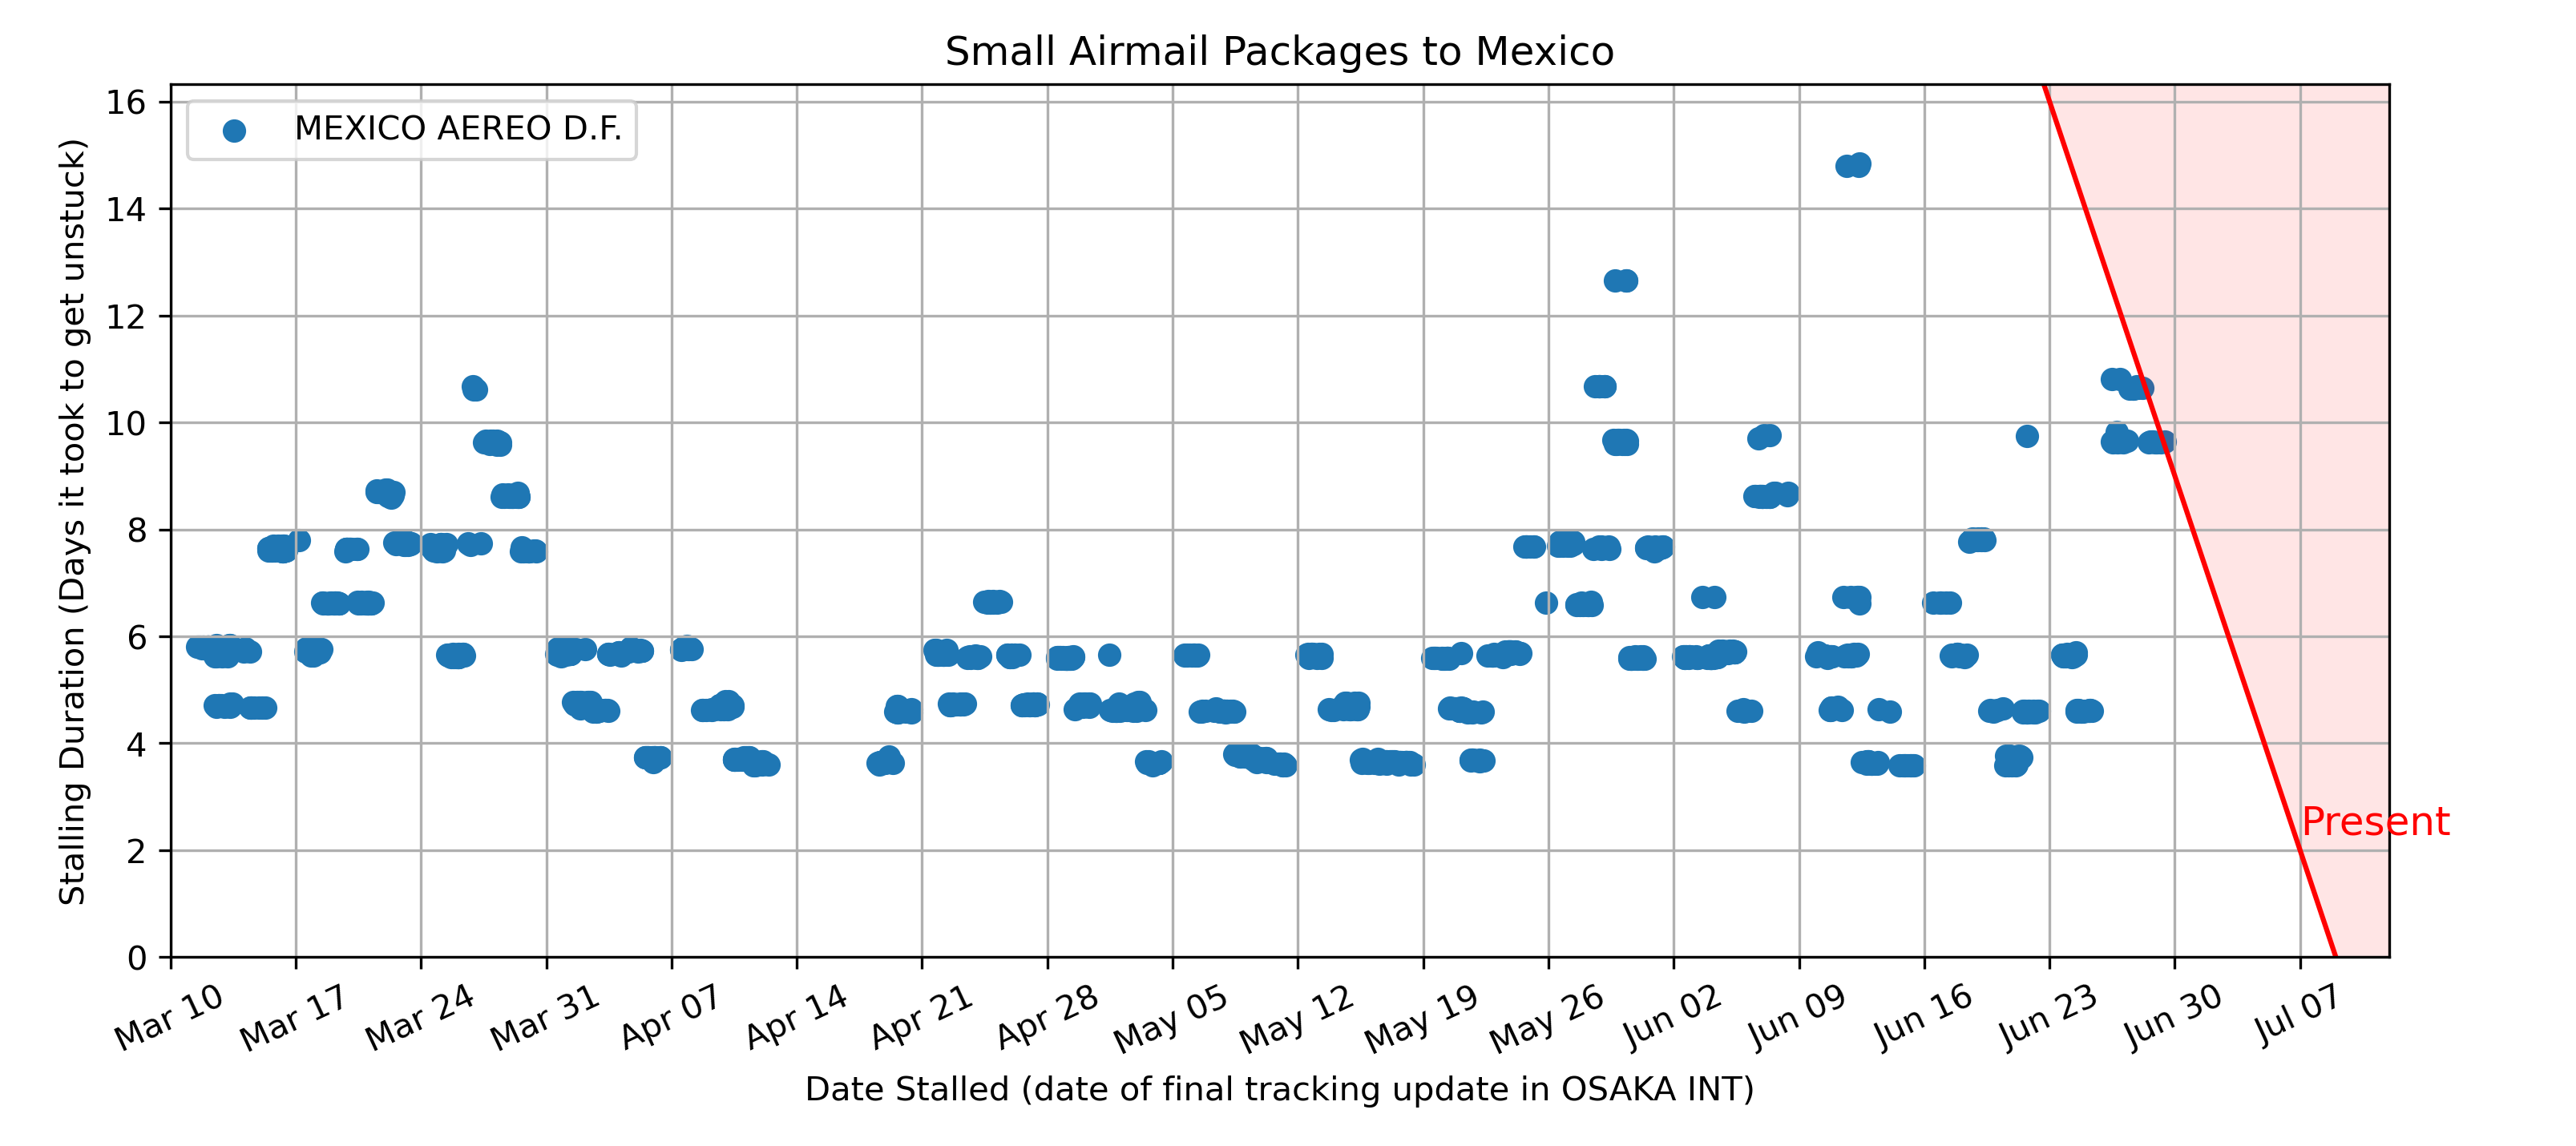 Small Airmail Packages to Mexico
MEXICO AEREO D.F.
Stalling Duration (Days it took to get unstuck)
16
14
12
10
8
6
4
2
0
Present
Mar 10
Mar 17
Mar 24
Mar 31
Apr 07
Apr 14
Apr 21
Apr 28
May 05
May 12
May 19
May 26
Jun 02
Jun 09
Jun 16
Jun 23
Jun 30
Jul 07
Date Stalled (date of final tracking update in OSAKA INT)